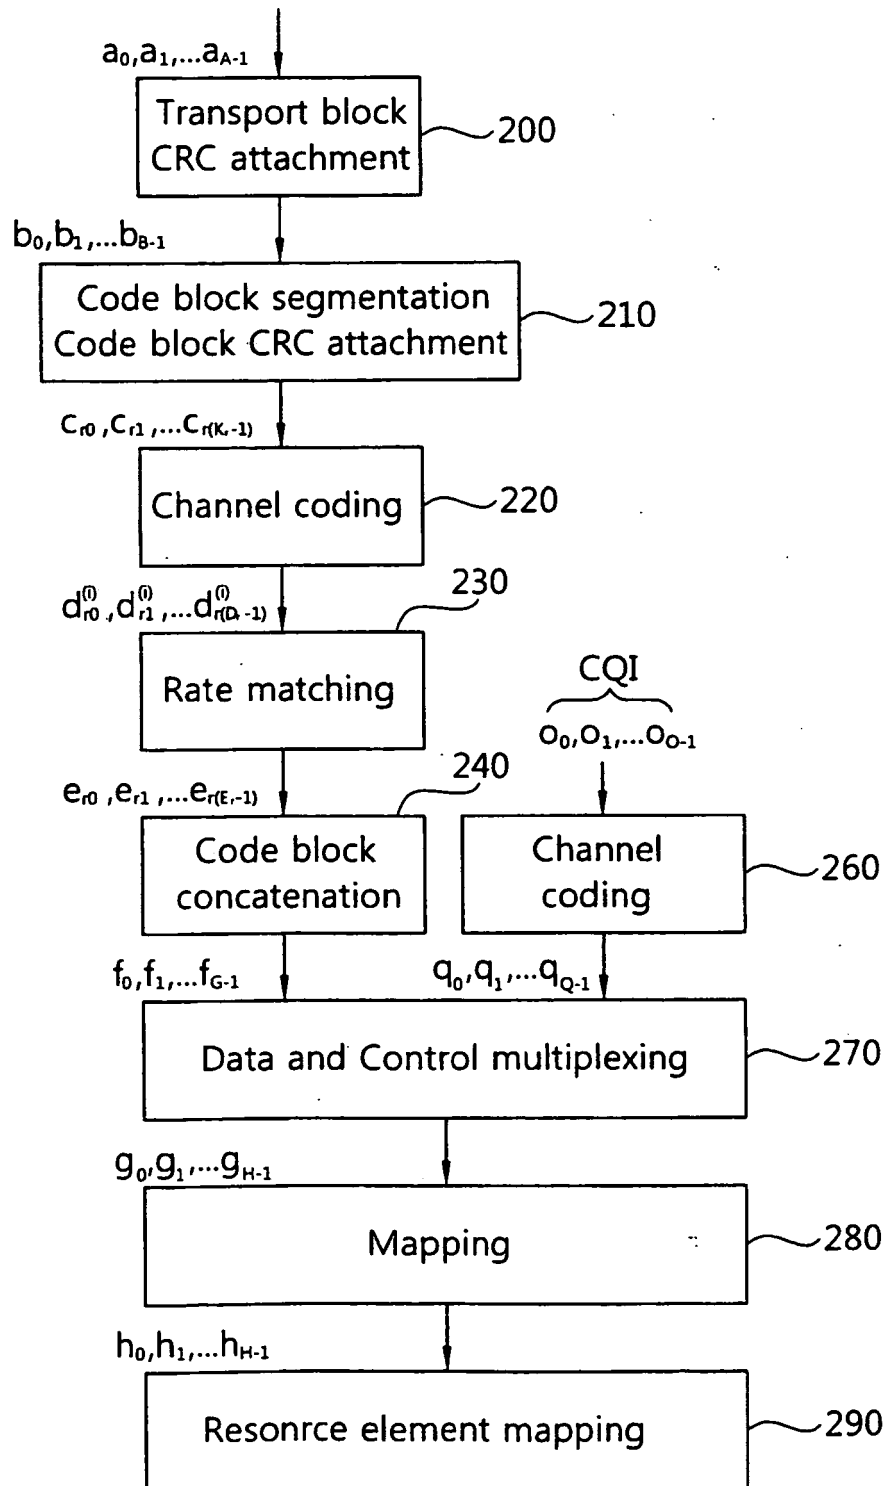 a₀,a₁,...a_A-1
Transport block
CRC attachment
200
b₀,b₁,...b_B-1
Code block segmentation
Code block CRC attachment
210
c_r0,c_r1,...c_r(K_r-1)
Channel coding
220
d_r0^(i),d_r1^(i),...d_r(D_r-1)^(i)
230
Rate matching
CQI
o₀,o₁,...o_O-1
e_r0,e_r1,...e_r(E_r-1)
240
Code block
concatenation
Channel
coding
260
f₀,f₁,...f_G-1
q₀,q₁,...q_Q-1
Data and Control multiplexing
270
g₀,g₁,...g_H-1
Mapping
280
h₀,h₁,...h_H-1
Resonrce element mapping
290